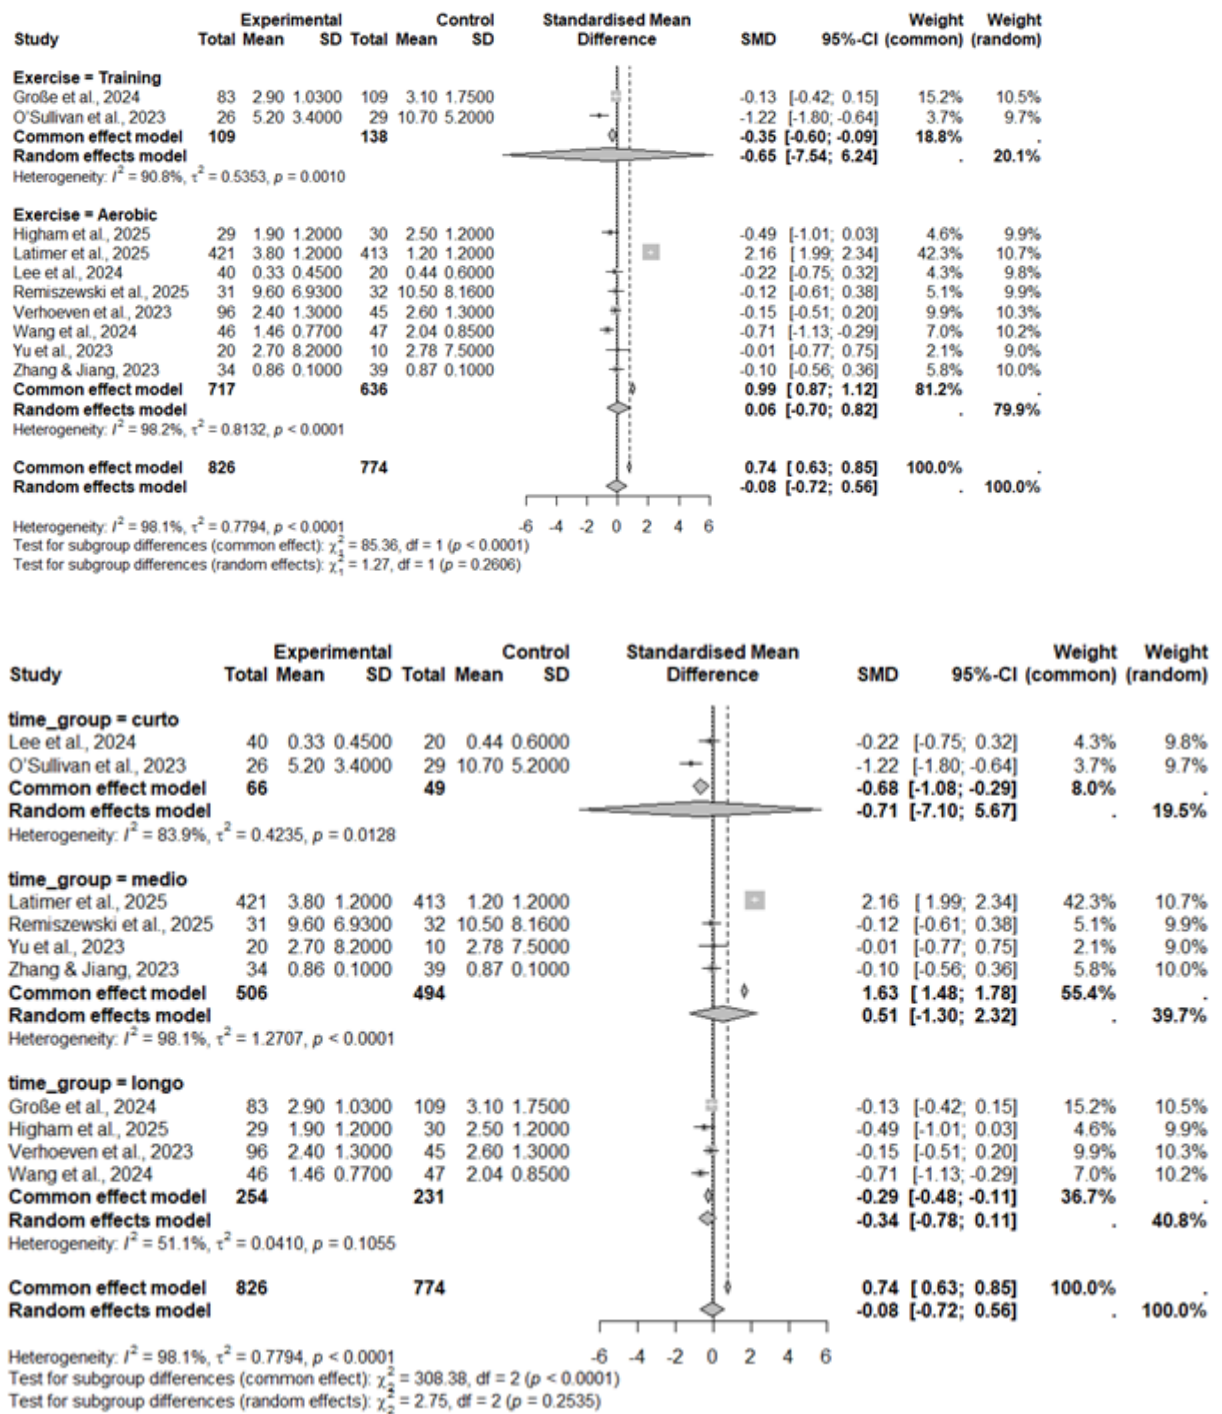 Experimental Control Standardised Mean Weight Weight
Study Total Mean SD Total Mean SD Difference SMD 95%-CI (common) (random)
Exercise = Training
Große et al., 2024 83 2.90 1.0300 109 3.10 1.7500 -0.13 [-0.42; 0.15] 15.2% 10.5%
O'Sullivan et al., 2023 26 5.20 3.4000 29 10.70 5.2000 -1.22 [-1.80; -0.64] 3.7% 9.7%
Common effect model 109 138 -0.35 [-0.60; -0.09] 18.8% .
Random effects model -0.65 [-7.54; 6.24] . 20.1%
Heterogeneity: I² = 90.8%, τ² = 0.5353, p = 0.0010
Exercise = Aerobic
Higham et al., 2025 29 1.90 1.2000 30 2.50 1.2000 -0.49 [-1.01; 0.03] 4.6% 9.9%
Latimer et al., 2025 421 3.80 1.2000 413 1.20 1.2000 2.16 [1.99; 2.34] 42.3% 10.7%
Lee et al., 2024 40 0.33 0.4500 20 0.44 0.6000 -0.22 [-0.75; 0.32] 4.3% 9.8%
Remiszewski et al., 2025 31 9.60 6.9300 32 10.50 8.1600 -0.12 [-0.61; 0.38] 5.1% 9.9%
Verhoeven et al., 2023 96 2.40 1.3000 45 2.60 1.3000 -0.15 [-0.51; 0.20] 9.9% 10.3%
Wang et al., 2024 46 1.46 0.7700 47 2.04 0.8500 -0.71 [-1.13; -0.29] 7.0% 10.2%
Yu et al., 2023 20 2.70 8.2000 10 2.78 7.5000 -0.01 [-0.77; 0.75] 2.1% 9.0%
Zhang & Jiang, 2023 34 0.86 0.1000 39 0.87 0.1000 -0.10 [-0.56; 0.36] 5.8% 10.0%
Common effect model 717 636 0.99 [0.87; 1.12] 81.2% .
Random effects model 0.06 [-0.70; 0.82] . 79.9%
Heterogeneity: I² = 98.2%, τ² = 0.8132, p < 0.0001
Common effect model 826 774 0.74 [0.63; 0.85] 100.0% .
Random effects model -0.08 [-0.72; 0.56] . 100.0%
-6 -4 -2 0 2 4 6
Heterogeneity: I² = 98.1%, τ² = 0.7794, p < 0.0001
Test for subgroup differences (common effect): χ²₁ = 85.36, df = 1 (p < 0.0001)
Test for subgroup differences (random effects): χ²₁ = 1.27, df = 1 (p = 0.2606)
Experimental Control Standardised Mean Weight Weight
Study Total Mean SD Total Mean SD Difference SMD 95%-CI (common) (random)
time_group = curto
Lee et al., 2024 40 0.33 0.4500 20 0.44 0.6000 -0.22 [-0.75; 0.32] 4.3% 9.8%
O'Sullivan et al., 2023 26 5.20 3.4000 29 10.70 5.2000 -1.22 [-1.80; -0.64] 3.7% 9.7%
Common effect model 66 49 -0.68 [-1.08; -0.29] 8.0% .
Random effects model -0.71 [-7.10; 5.67] . 19.5%
Heterogeneity: I² = 83.9%, τ² = 0.4235, p = 0.0128
time_group = medio
Latimer et al., 2025 421 3.80 1.2000 413 1.20 1.2000 2.16 [1.99; 2.34] 42.3% 10.7%
Remiszewski et al., 2025 31 9.60 6.9300 32 10.50 8.1600 -0.12 [-0.61; 0.38] 5.1% 9.9%
Yu et al., 2023 20 2.70 8.2000 10 2.78 7.5000 -0.01 [-0.77; 0.75] 2.1% 9.0%
Zhang & Jiang, 2023 34 0.86 0.1000 39 0.87 0.1000 -0.10 [-0.56; 0.36] 5.8% 10.0%
Common effect model 506 494 1.63 [1.48; 1.78] 55.4% .
Random effects model 0.51 [-1.30; 2.32] . 39.7%
Heterogeneity: I² = 98.1%, τ² = 1.2707, p < 0.0001
time_group = longo
Große et al., 2024 83 2.90 1.0300 109 3.10 1.7500 -0.13 [-0.42; 0.15] 15.2% 10.5%
Higham et al., 2025 29 1.90 1.2000 30 2.50 1.2000 -0.49 [-1.01; 0.03] 4.6% 9.9%
Verhoeven et al., 2023 96 2.40 1.3000 45 2.60 1.3000 -0.15 [-0.51; 0.20] 9.9% 10.3%
Wang et al., 2024 46 1.46 0.7700 47 2.04 0.8500 -0.71 [-1.13; -0.29] 7.0% 10.2%
Common effect model 254 231 -0.29 [-0.48; -0.11] 36.7% .
Random effects model -0.34 [-0.78; 0.11] . 40.8%
Heterogeneity: I² = 51.1%, τ² = 0.0410, p = 0.1055
Common effect model 826 774 0.74 [0.63; 0.85] 100.0% .
Random effects model -0.08 [-0.72; 0.56] . 100.0%
-6 -4 -2 0 2 4 6
Heterogeneity: I² = 98.1%, τ² = 0.7794, p < 0.0001
Test for subgroup differences (common effect): χ²₂ = 308.38, df = 2 (p < 0.0001)
Test for subgroup differences (random effects): χ²₂ = 2.75, df = 2 (p = 0.2535)